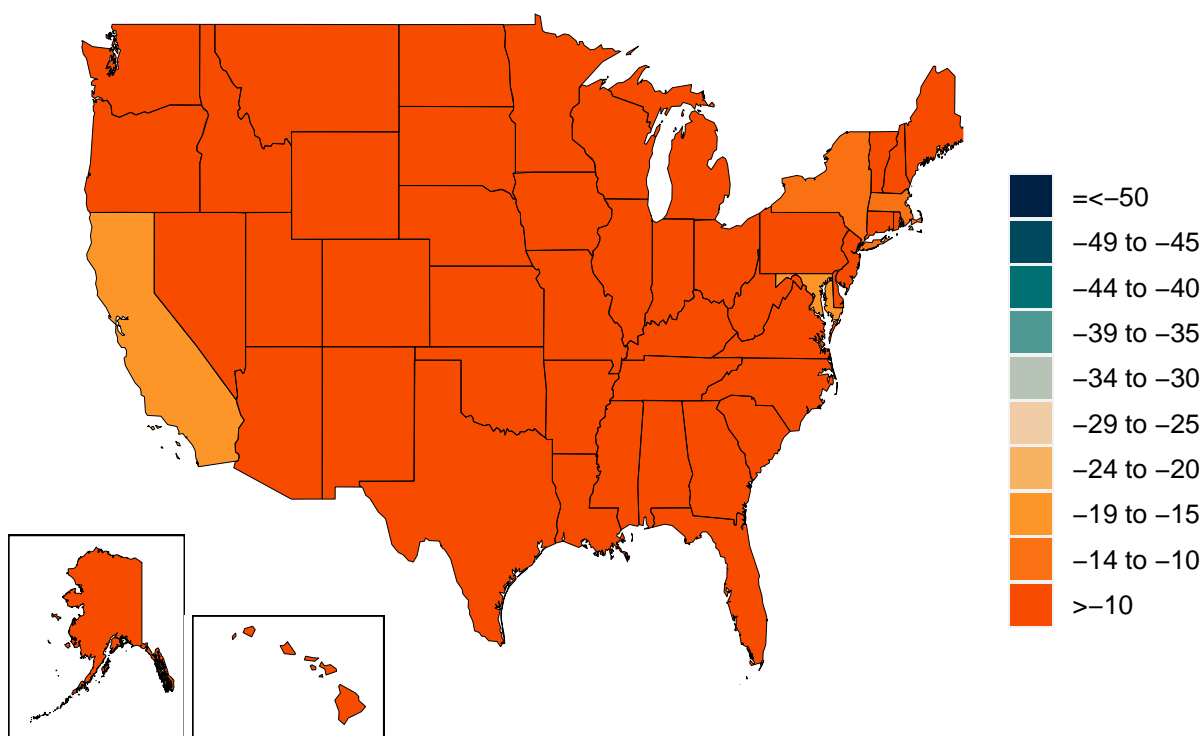 =<−50
−49 to −45
−44 to −40
−39 to −35
−34 to −30
−29 to −25
−24 to −20
−19 to −15
−14 to −10
>−10